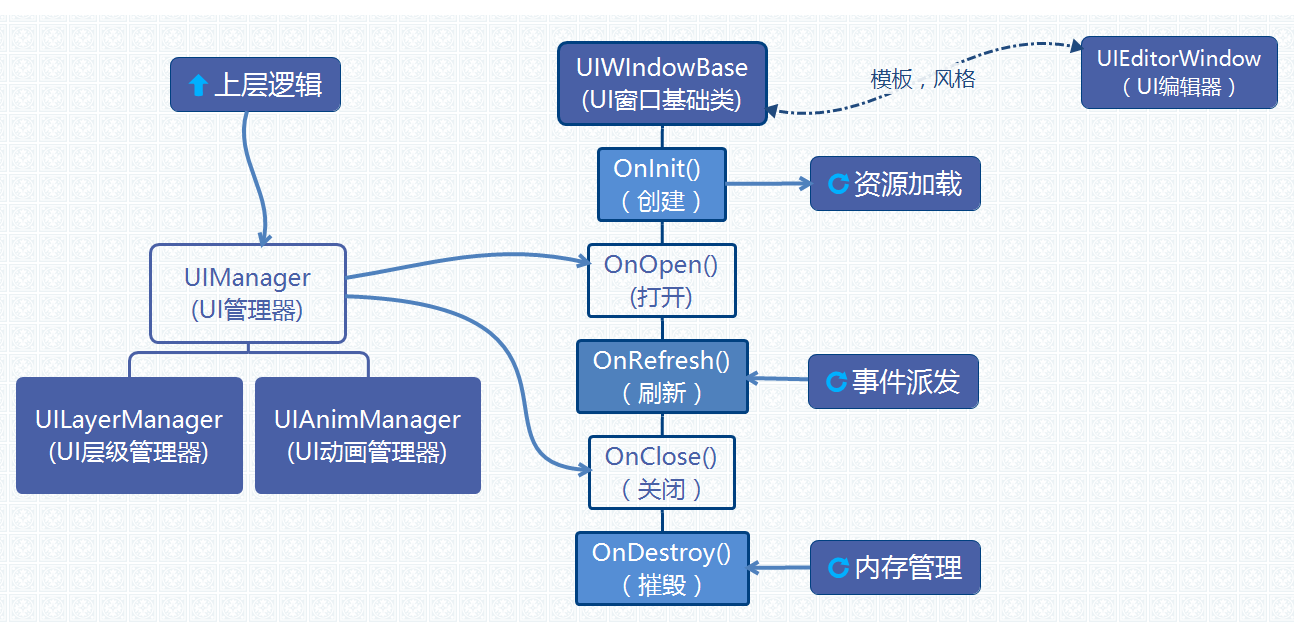 上层逻辑
UIManager
(UI管理器)
UILayerManager
(UI层级管理器)
UIAnimManager
(UI动画管理器)
UIWIndowBase
(UI窗口基础类)
OnInit()
（创建）
OnOpen()
(打开)
OnRefresh()
（刷新）
OnClose()
（关闭）
OnDestroy()
（摧毁）
模板，风格
UIEditorWindow
（UI编辑器）
资源加载
事件派发
内存管理